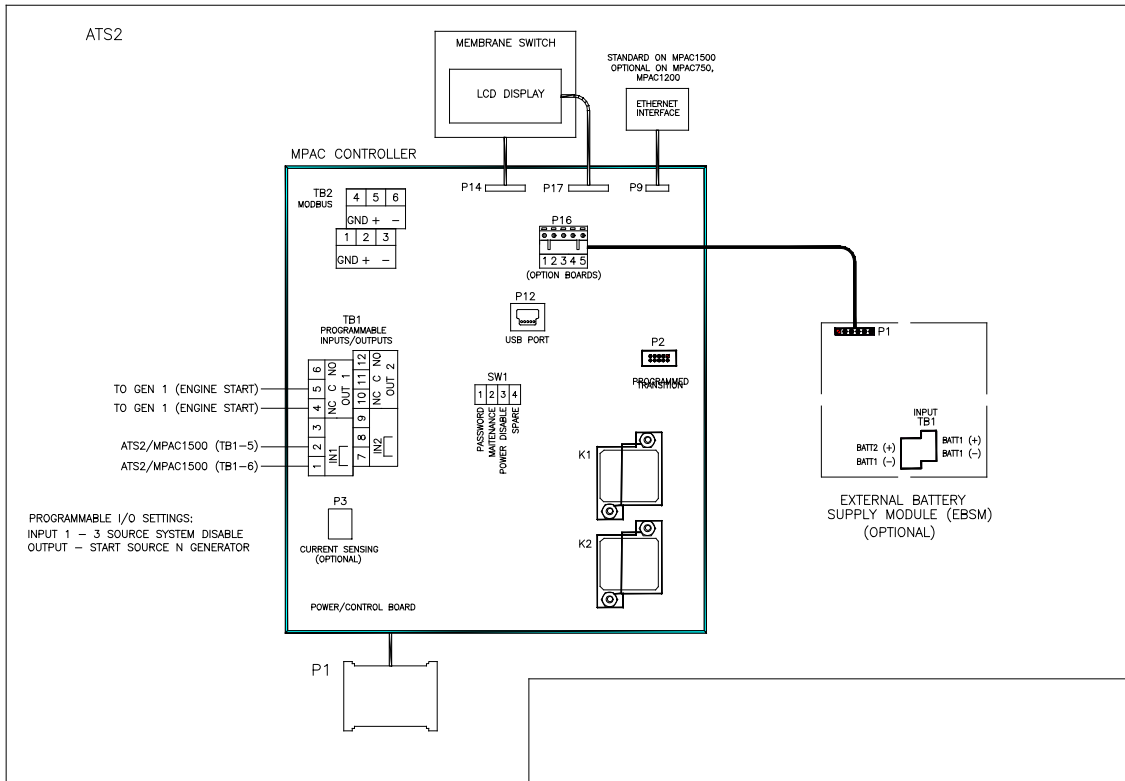 ATS2
MEMBRANE SWITCH
LCD DISPLAY
STANDARD ON MPAC1500
OPTIONAL ON MPAC750,
MPAC1200
ETHERNET
INTERFACE
MPAC CONTROLLER
P14
P17
P9
TB2
MODBUS
4 5 6
GND + -
1 2 3
GND + -
P16
1 2 3 4 5
(OPTION BOARDS)
P12
USB PORT
P1
TB1
PROGRAMMABLE
INPUTS/OUTPUTS
6 5 4 3 2 1
NC C NO
OUT 1
IN1
12 11 10 9 8 7
NC C NO
OUT 2
IN2
TO GEN 1 (ENGINE START)
TO GEN 1 (ENGINE START)
ATS2/MPAC1500 (TB1-5)
ATS2/MPAC1500 (TB1-6)
P2
PROGRAMMED
TRANSITION
SW1
1 2 3 4
PASSWORD
MAITENANCE
POWER DISABLE
SPARE
INPUT
TB1
BATT2 (+)
BATT1 (-)
BATT1 (+)
BATT1 (-)
K1
K2
P3
CURRENT SENSING
(OPTIONAL)
PROGRAMMABLE I/O SETTINGS:
INPUT 1 - 3 SOURCE SYSTEM DISABLE
OUTPUT - START SOURCE N GENERATOR
EXTERNAL BATTERY
SUPPLY MODULE (EBSM)
(OPTIONAL)
POWER/CONTROL BOARD
P1